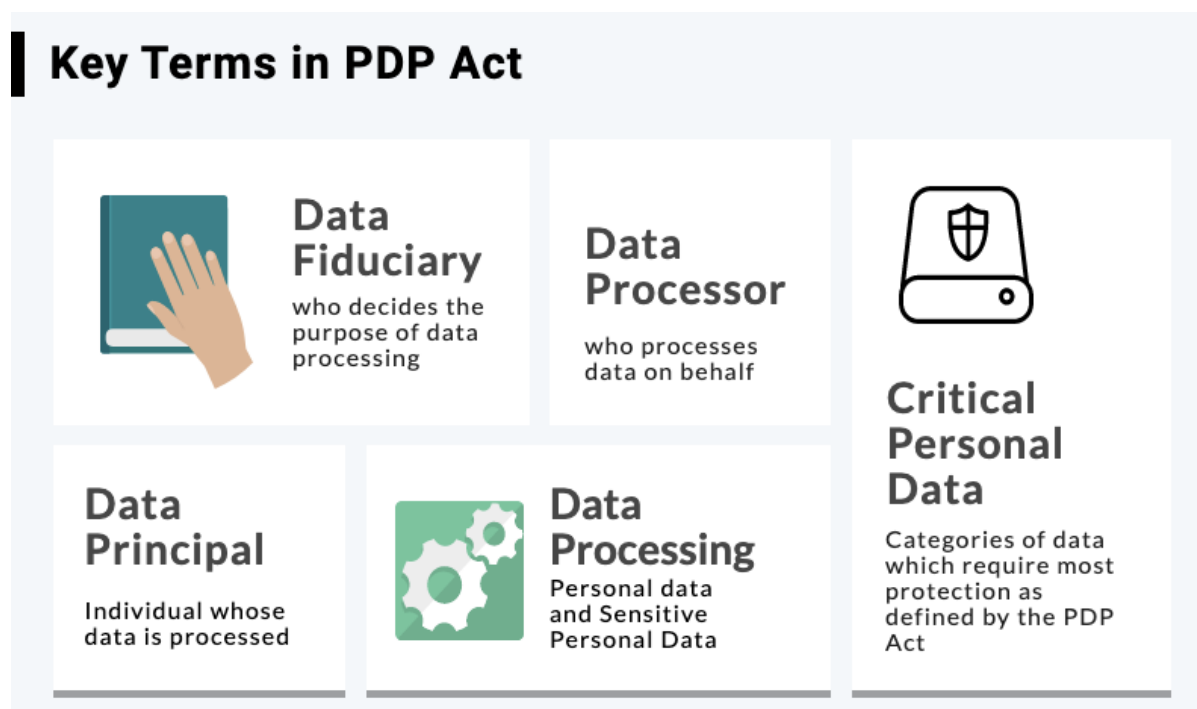 Key Terms in PDP Act
Data
Fiduciary
who decides the
purpose of data
processing
Data
Processor
who processes
data on behalf
Critical
Personal
Data
Categories of data
which require most
protection as
defined by the PDP
Act
Data
Principal
Individual whose
data is processed
Data
Processing
Personal data
and Sensitive
Personal Data